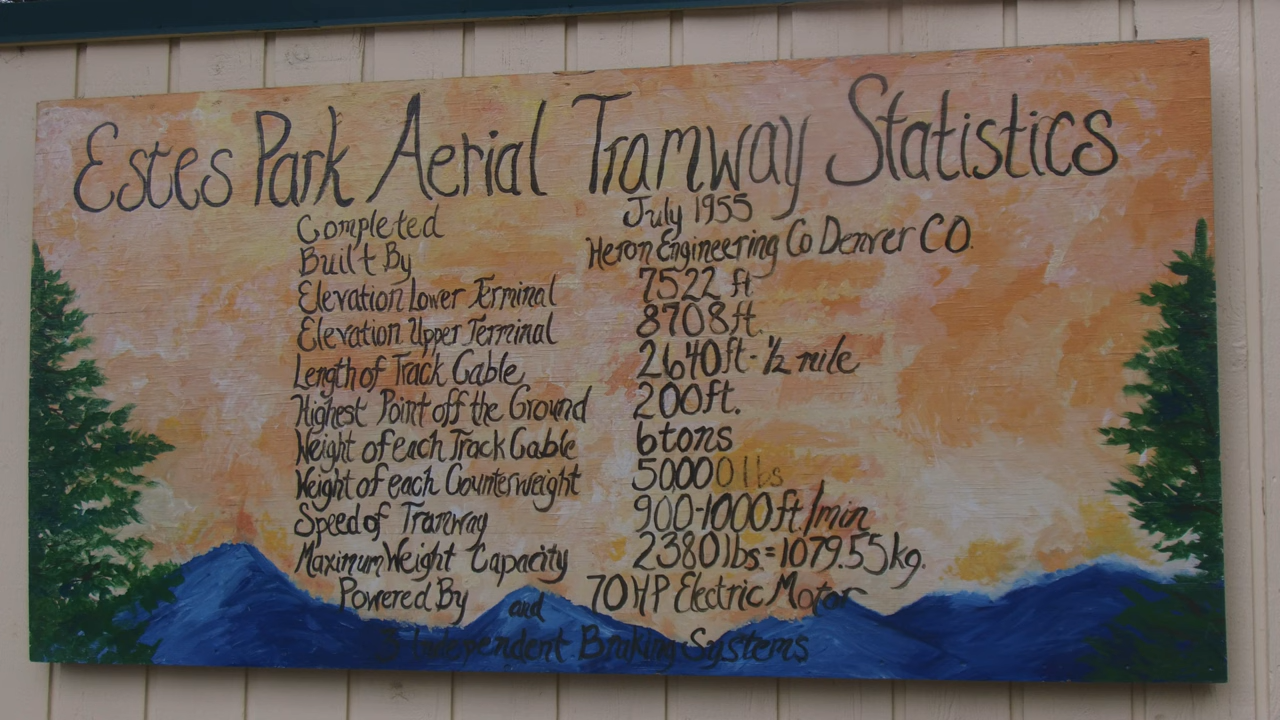 Estes Park Aerial Tramway Statistics
Completed July 1955
Built By Heron Engineering Co Denver CO.
Elevation Lower Terminal 7522 ft
Elevation Upper Terminal 8708 ft.
Length of Track Cable 2640 ft - 1/2 mile
Highest Point off the Ground 200 ft.
Weight of each Track Cable 6 tons
Weight of each Counterweight 50000 lbs
Speed of Tramway 900-1000 ft./min
Maximum Weight Capacity 2380 lbs = 1079.55 kg.
Powered By 70 HP Electric Motor
and
3 Independent Braking Systems